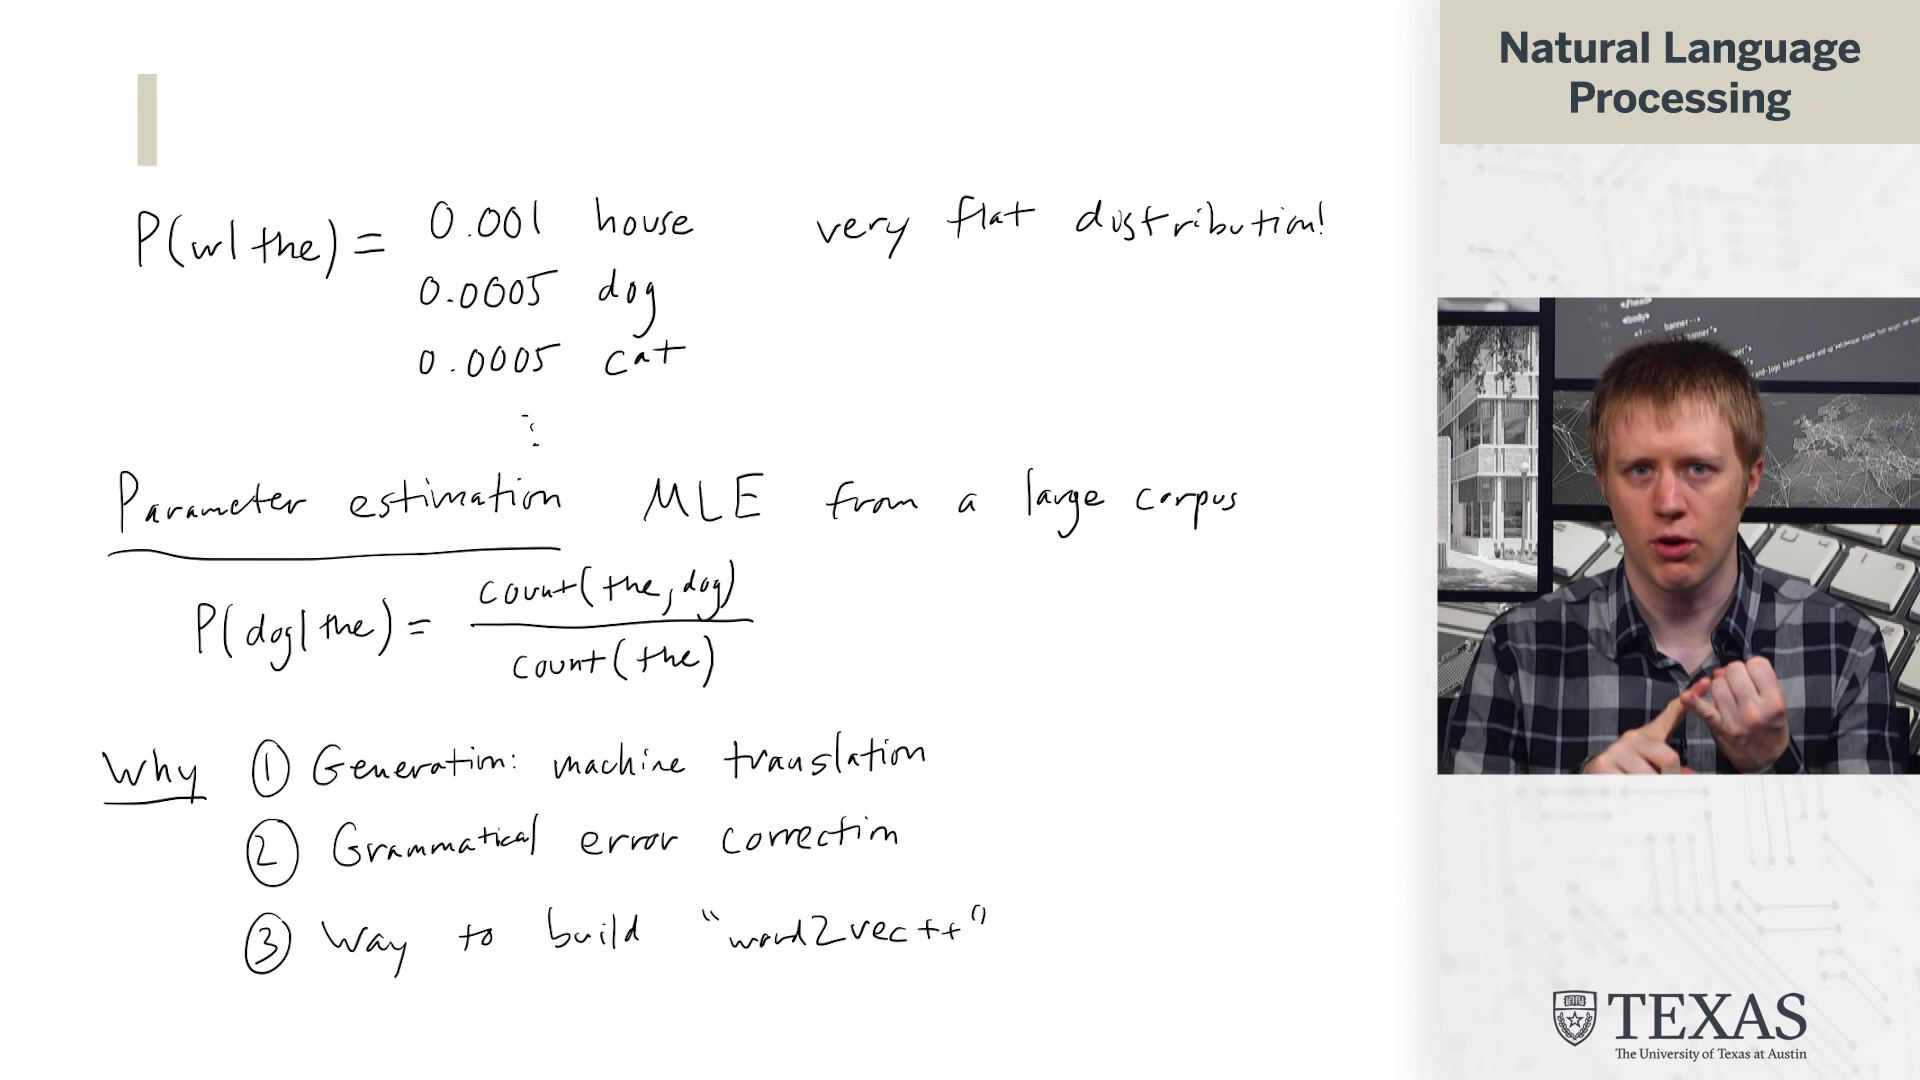 Natural Language
Processing
P(w|the) = 0.001 house very flat distribution!
0.0005 dog
0.0005 cat
⋮
Parameter estimation MLE from a large corpus
P(dog|the) = count(the, dog)
count(the)
Why ① Generation: machine translation
② Grammatical error correction
③ Way to build "word2vec++"
TEXAS
The University of Texas at Austin